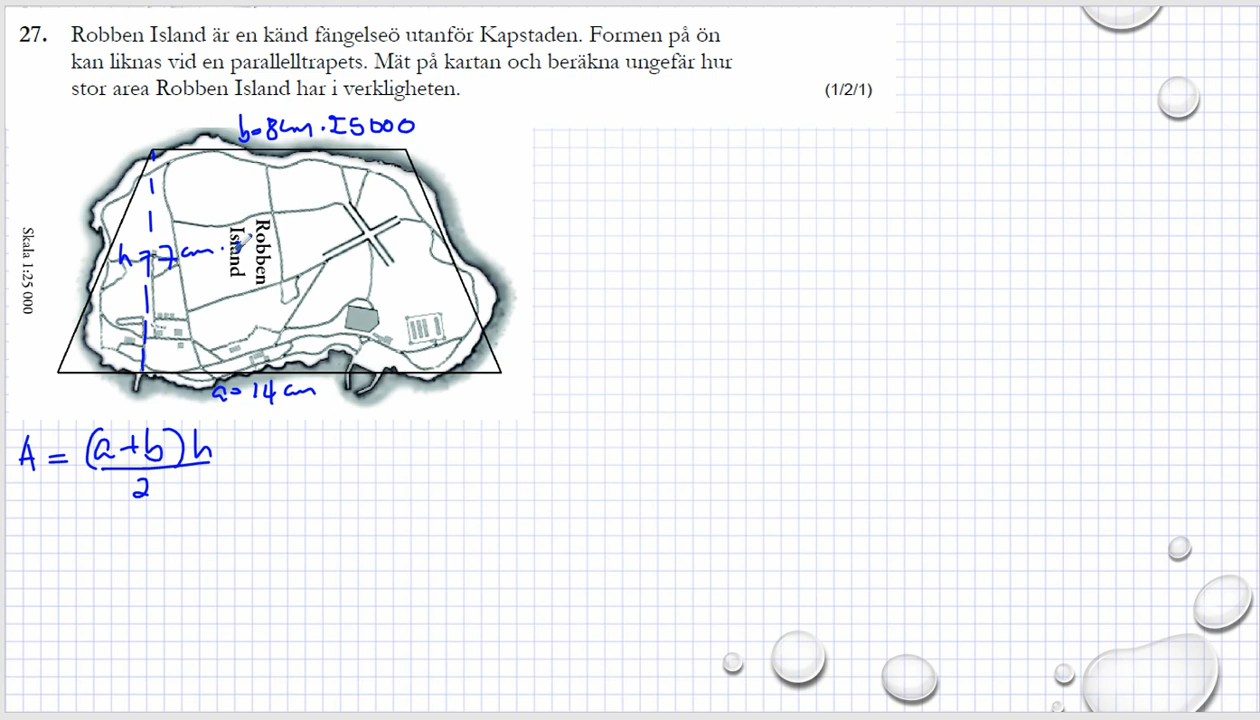 27. Robben Island är en känd fängelseö utanför Kapstaden. Formen på ön
kan liknas vid en parallelltrapets. Mät på kartan och beräkna ungefär hur
stor area Robben Island har i verkligheten. (1/2/1)
b=8cm · 25000
Robben
Island
h=7cm ·
Skala 1:25 000
a=14 cm
A = (a+b)h
2